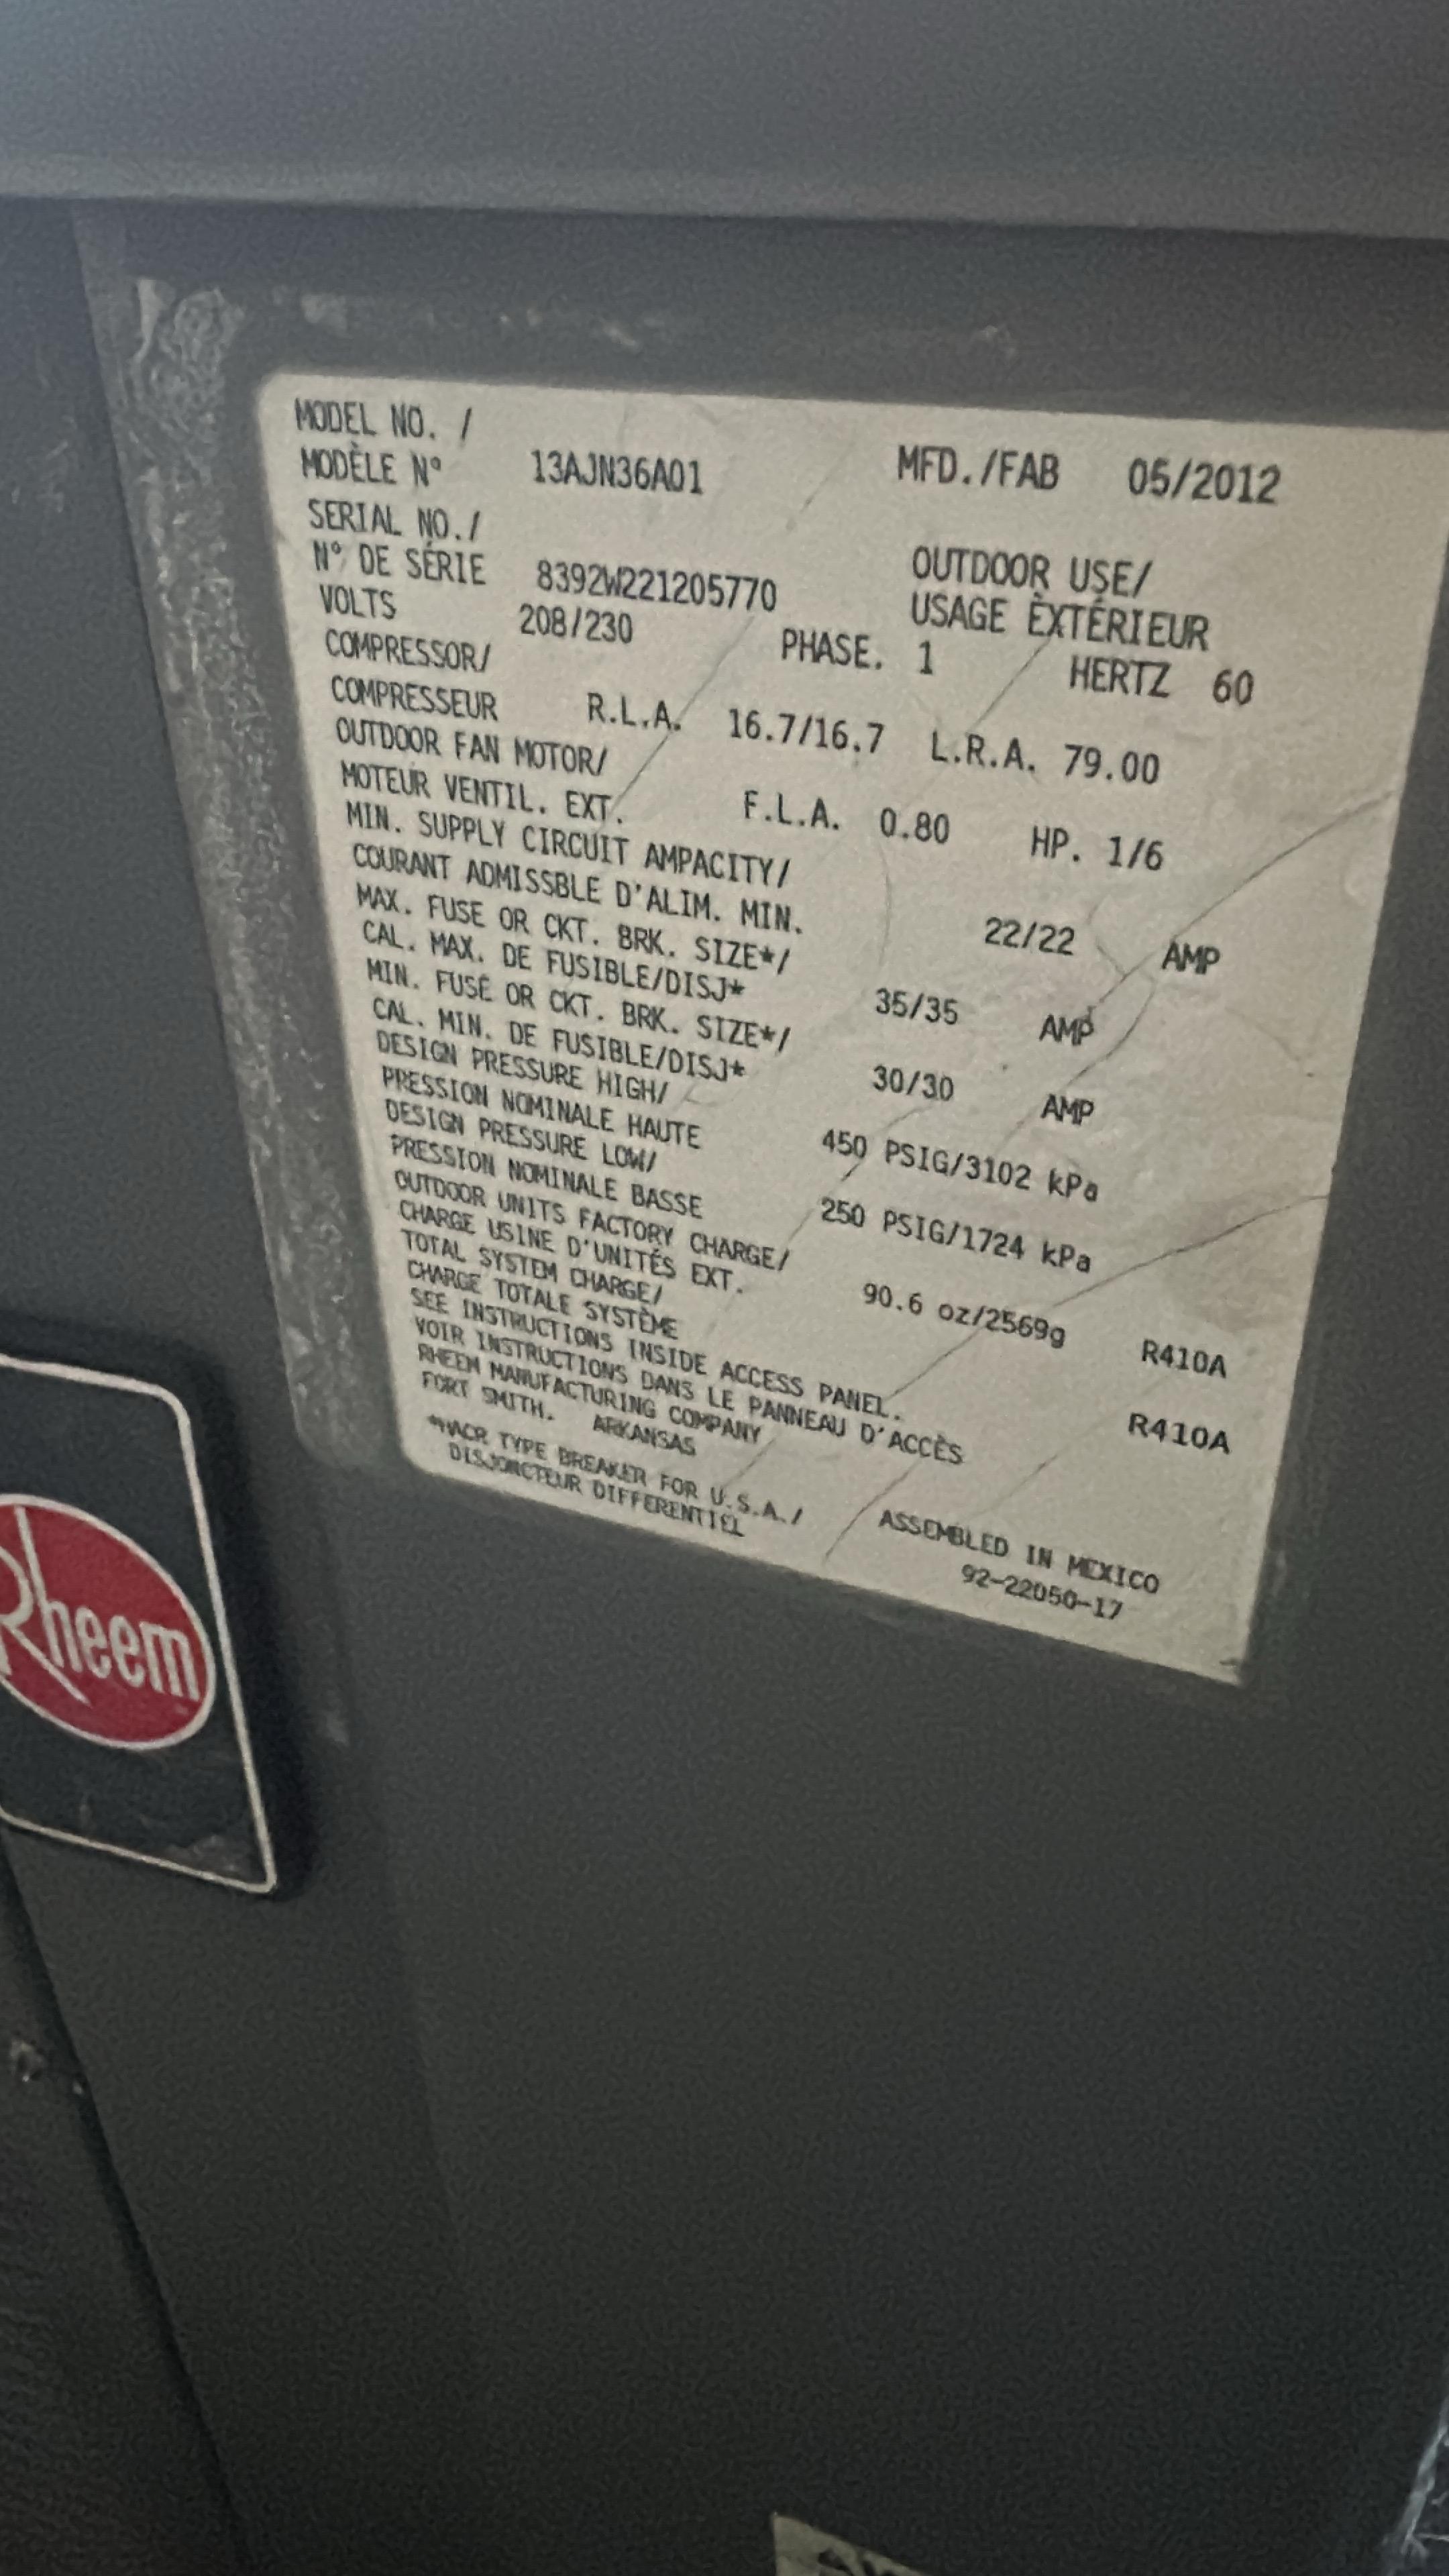 MODEL NO. /
MODÈLE N° 13AJN36A01 MFD./FAB 05/2012
SERIAL NO./
N° DE SÉRIE 8392W221205770 OUTDOOR USE/
USAGE ÈXTÉRIEUR
VOLTS 208/230 PHASE. 1 HERTZ 60
COMPRESSOR/
COMPRESSEUR R.L.A. 16.7/16.7 L.R.A. 79.00
OUTDOOR FAN MOTOR/
MOTEUR VENTIL. EXT. F.L.A. 0.80 HP. 1/6
MIN. SUPPLY CIRCUIT AMPACITY/
COURANT ADMISSBLE D'ALIM. MIN. 22/22 AMP
MAX. FUSE OR CKT. BRK. SIZE*/
CAL. MAX. DE FUSIBLE/DISJ* 35/35 AMP
MIN. FUSE OR CKT. BRK. SIZE*/
CAL. MIN. DE FUSIBLE/DISJ* 30/30 AMP
DESIGN PRESSURE HIGH/
PRESSION NOMINALE HAUTE 450 PSIG/3102 kPa
DESIGN PRESSURE LOW/
PRESSION NOMINALE BASSE 250 PSIG/1724 kPa
OUTDOOR UNITS FACTORY CHARGE/
CHARGE USINE D'UNITÉS EXT. 90.6 oz/2569g R410A
TOTAL SYSTEM CHARGE/
CHARGE TOTALE SYSTÈME R410A
SEE INSTRUCTIONS INSIDE ACCESS PANEL.
VOIR INSTRUCTIONS DANS LE PANNEAU D'ACCÈS
RHEEM MANUFACTURING COMPANY
FORT SMITH. ARKANSAS ASSEMBLED IN MEXICO
*HACR TYPE BREAKER FOR U.S.A./
DISJONCTEUR DIFFERENTIEL 92-22050-17
Rheem